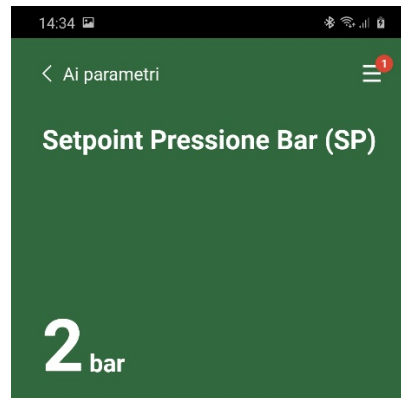 14:34
Ai parametri
1
Setpoint Pressione Bar (SP)
2 bar